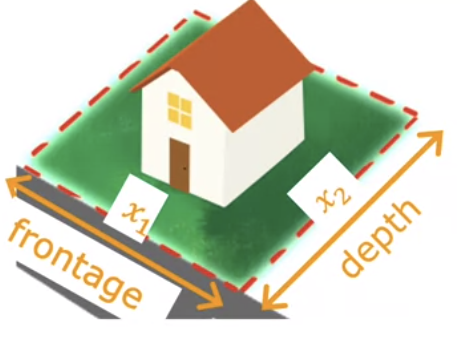 x₁
x₂
frontage
depth